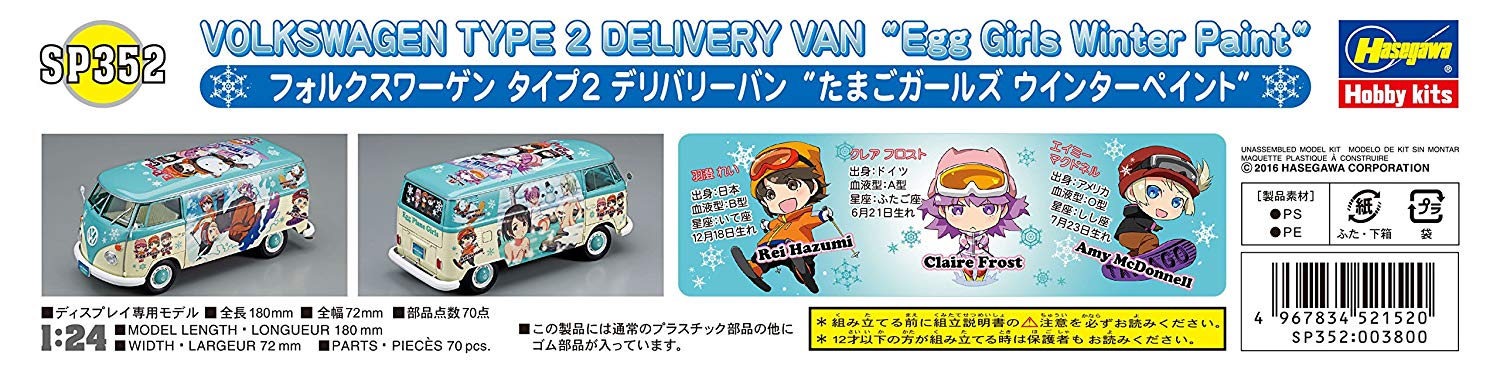 SP352
VOLKSWAGEN TYPE 2 DELIVERY VAN "Egg Girls Winter Paint"
フォルクスワーゲン タイプ2 デリバリーバン "たまごガールズ ウインターペイント"
Hasegawa®
Hobby kits
羽澄 れい
出身:日本
血液型:B型
星座:いて座
12月18日生れ
Rei Hazumi
クレア フロスト
出身:ドイツ
血液型:A型
星座:ふたご座
6月21日生れ
Claire Frost
エイミー
マクドネル
出身:アメリカ
血液型:O型
星座:しし座
7月23日生れ
Amy McDonnell
UNASSEMBLED MODEL KIT MODELO DE KIT SIN MONTAR
MAQUETTE PLASTIQUE À CONSTRUIRE
©2016 HASEGAWA CORPORATION
[製品素材]
●PS
●PE
紙
ふた・下箱
プラ
袋
■ディスプレイ専用モデル ■全長180mm ■全幅72mm ■部品点数70点
1:24
■MODEL LENGTH・LONGUEUR 180 mm
■WIDTH・LARGEUR 72 mm ■PARTS・PIECÈS 70 pcs.
■この製品には通常のプラスチック部品の他に
ゴム部品が入っています。
*組み立てる前に組立説明書の⚠注意を必ずお読みください。
*12才以下の方が組み立てる時は保護者も お読みください。
4 967834 521520
SP352:003800